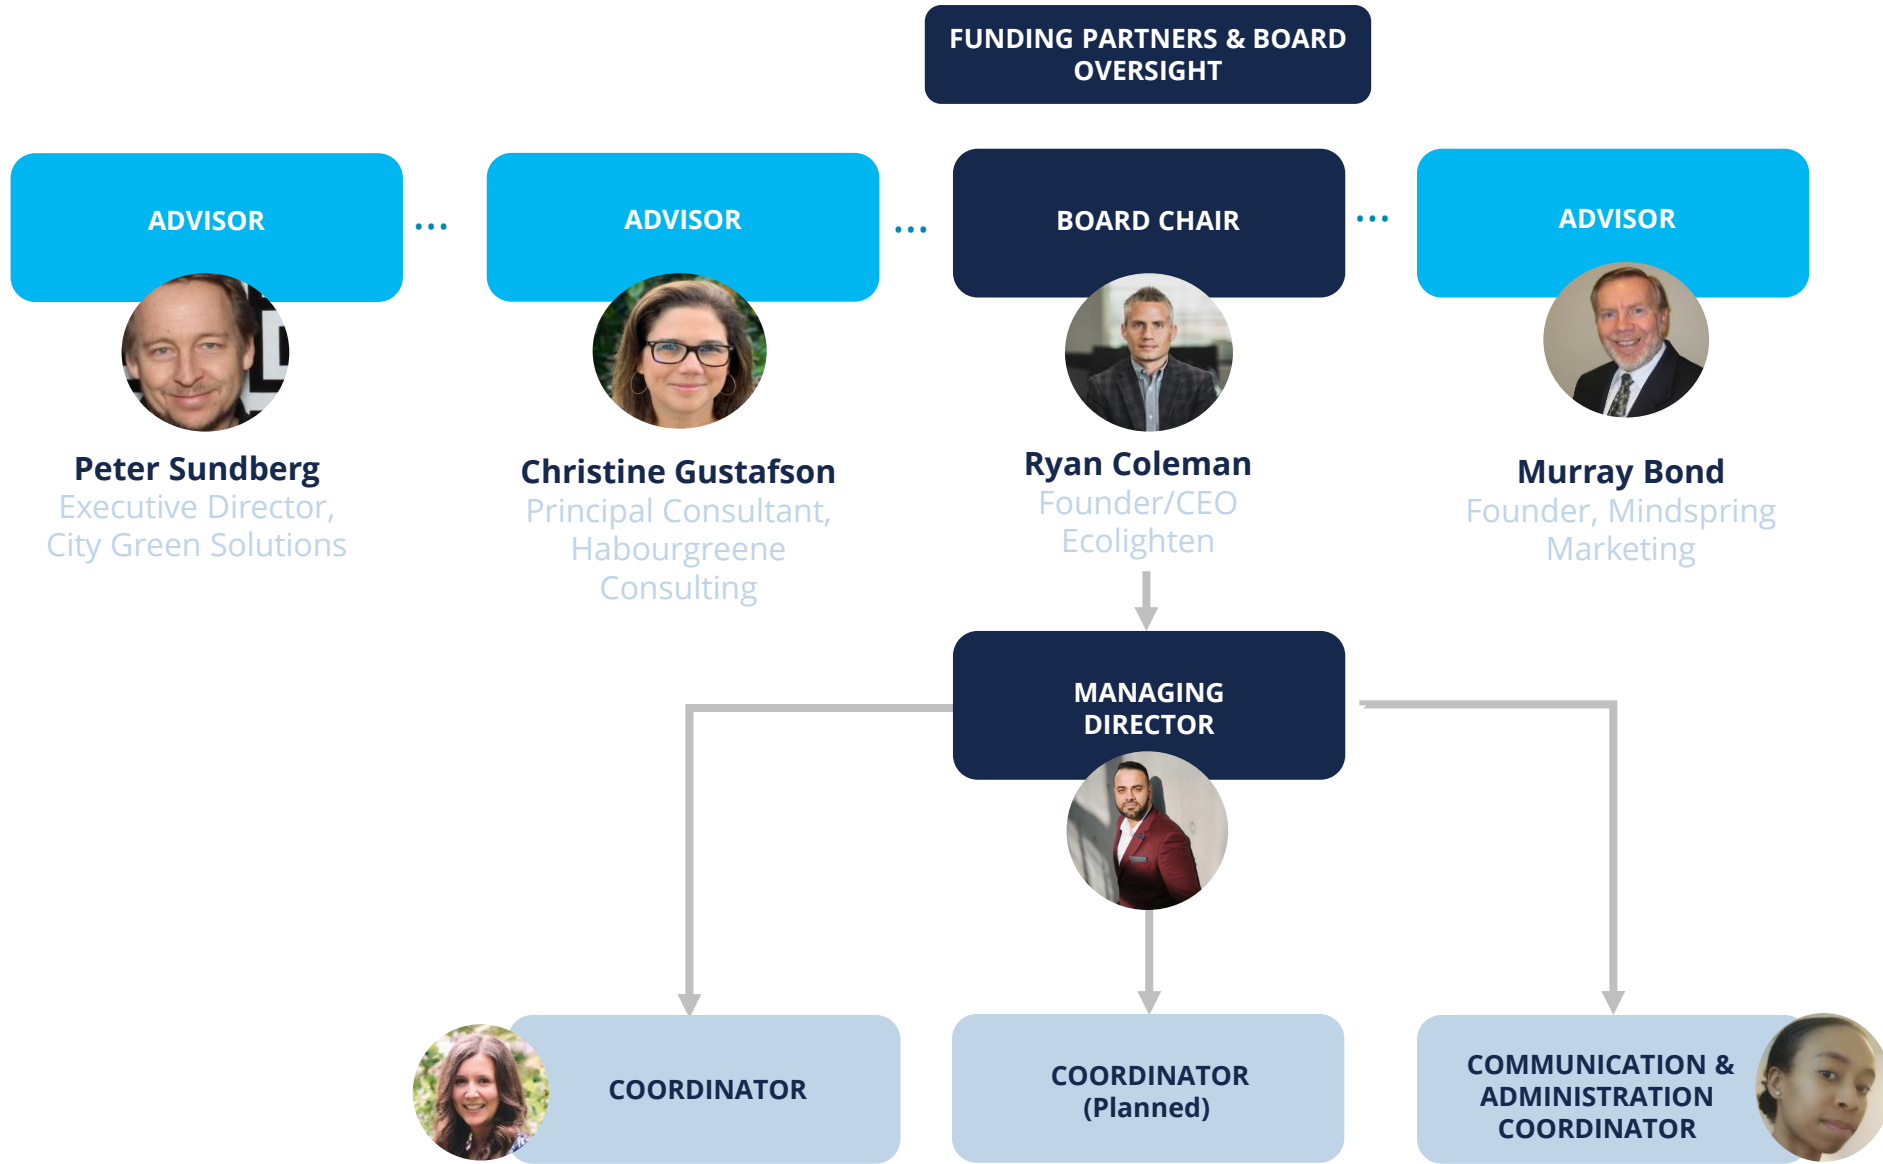 FUNDING PARTNERS & BOARD
OVERSIGHT
ADVISOR
...
ADVISOR
...
BOARD CHAIR
...
ADVISOR
Peter Sundberg
Executive Director,
City Green Solutions
Christine Gustafson
Principal Consultant,
Habourgreene
Consulting
Ryan Coleman
Founder/CEO
Ecolighten
Murray Bond
Founder, Mindspring
Marketing
MANAGING
DIRECTOR
COORDINATOR
COORDINATOR
(Planned)
COMMUNICATION &
ADMINISTRATION
COORDINATOR